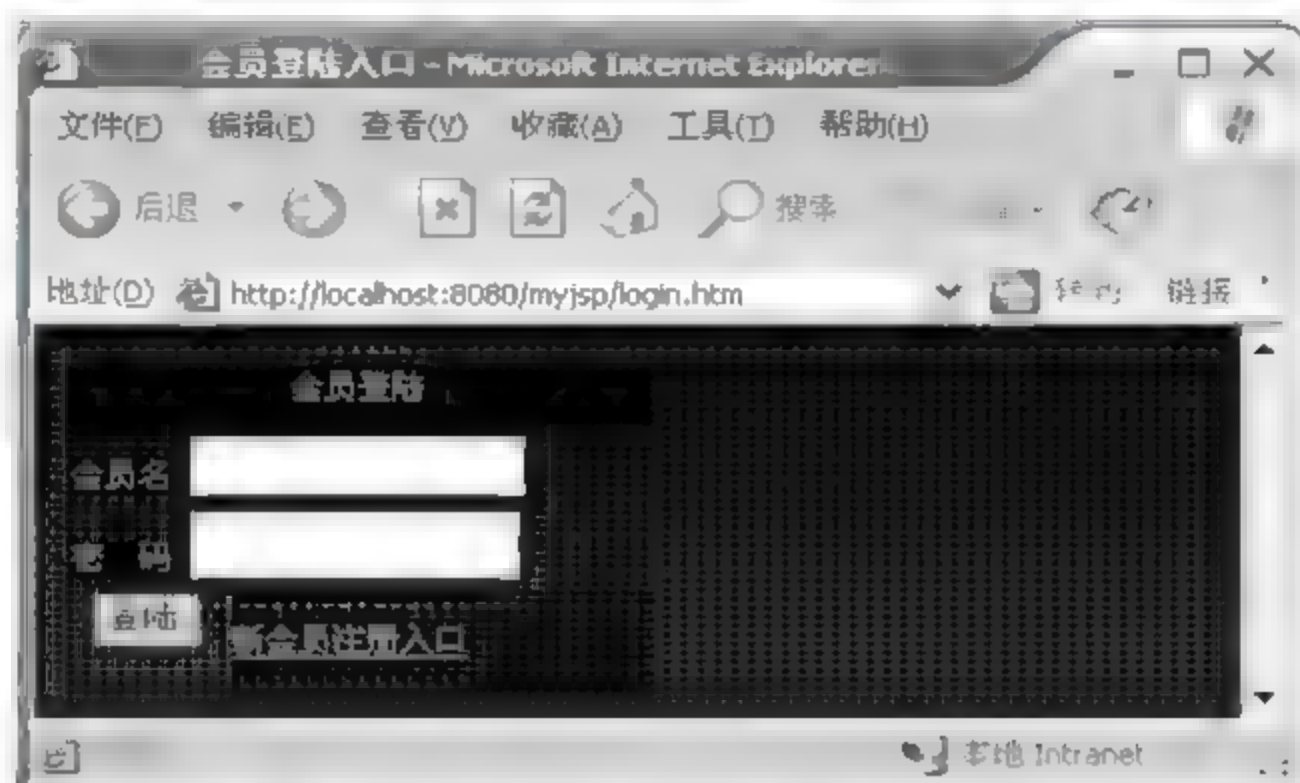 会员登陆入口 - Microsoft Internet Explorer
文件(F) 编辑(E) 查看(V) 收藏(A) 工具(T) 帮助(H)
后退 搜索
地址(D) http://localhost:8080/myjsp/login.htm 转到 链接
会员登陆
会员名
密 码
登陆 新会员注册入口
本地 Intranet